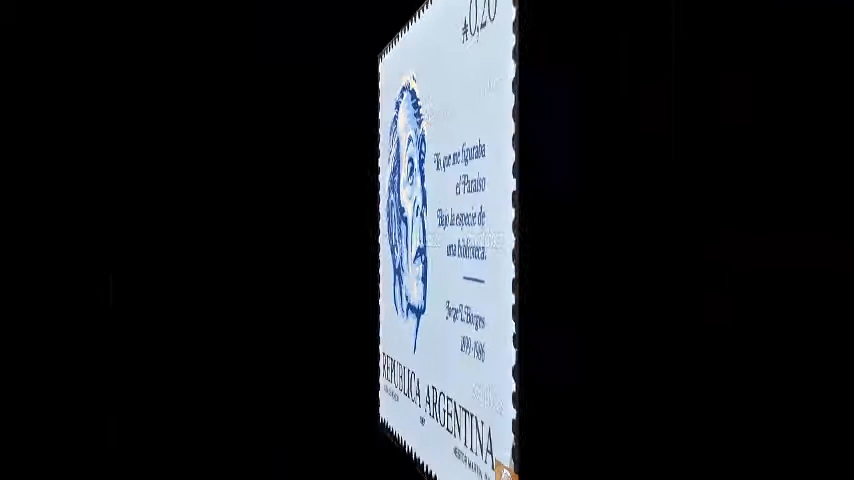 ₳0,20
"Yo, que me figuraba
el Paraíso
Bajo la especie de
una biblioteca.
Jorge L. Borges
1899-1986
REPUBLICA ARGENTINA